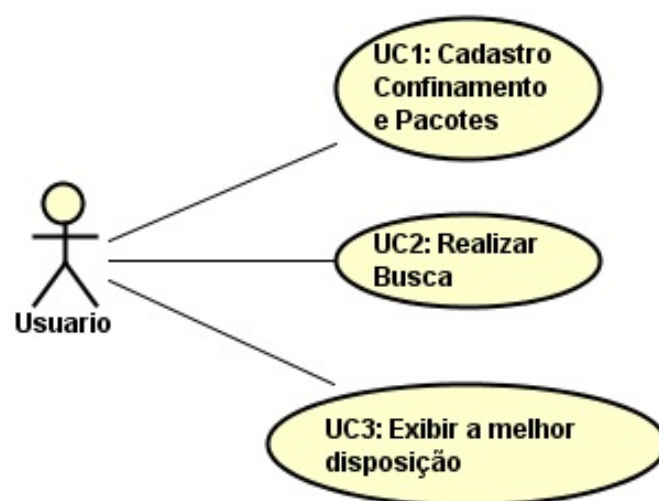 UC1: Cadastro
Confinamento
e Pacotes
UC2: Realizar
Busca
Usuario
UC3: Exibir a melhor
disposição